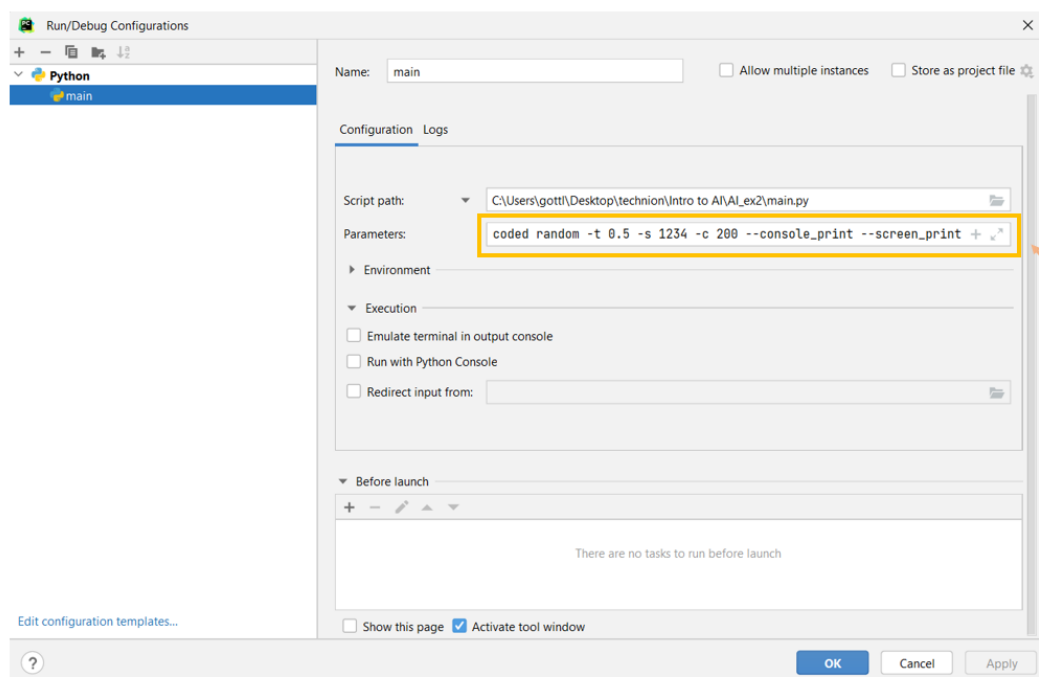 Run/Debug Configurations
Python
main
Name: main
Allow multiple instances
Store as project file
Configuration Logs
Script path: C:\Users\gottl\Desktop\technion\Intro to AI\AI_ex2\main.py
Parameters: coded random -t 0.5 -s 1234 -c 200 --console_print --screen_print
Environment
Execution
Emulate terminal in output console
Run with Python Console
Redirect input from:
Before launch
There are no tasks to run before launch
Edit configuration templates...
Show this page Activate tool window
? OK Cancel Apply